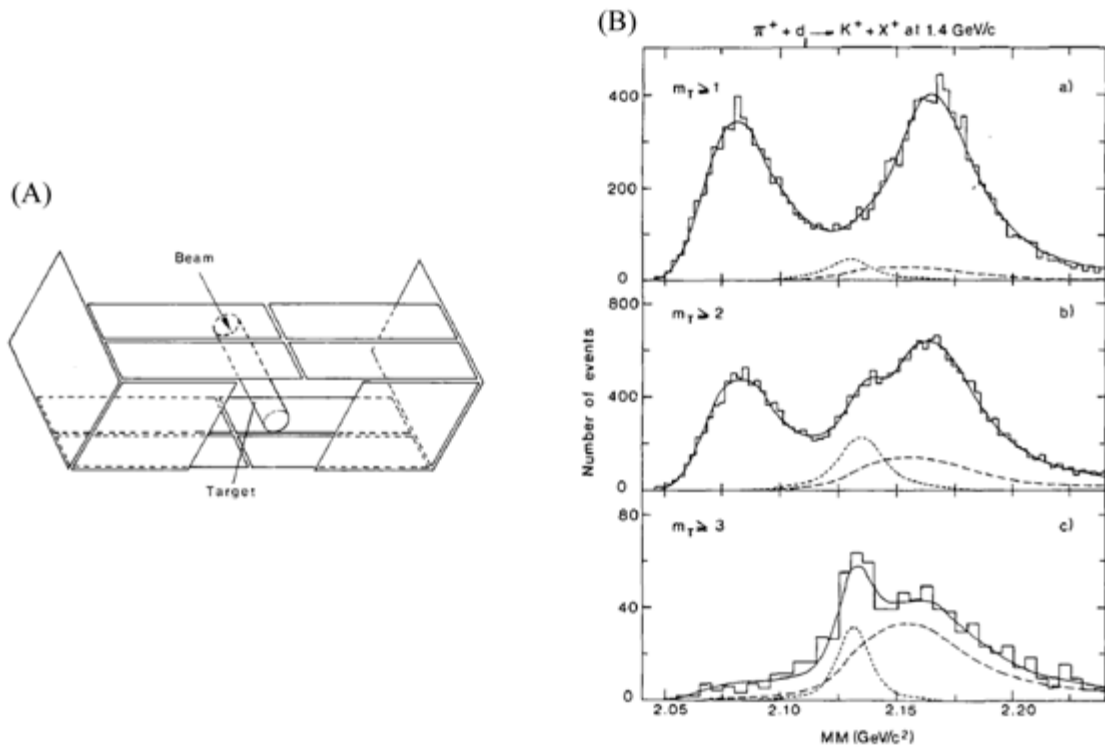 (A)
Beam
Target
(B)
π⁺ + d → K⁺ + X⁺ at 1.4 GeV/c
m_T ⩾ 1
a)
400
200
0
m_T ⩾ 2
b)
800
400
0
m_T ⩾ 3
c)
80
40
0
Number of events
2.05
2.10
2.15
2.20
MM (GeV/c²)